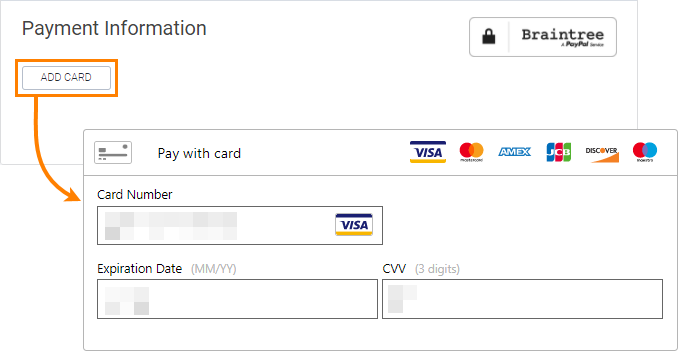 Payment Information
Braintree
A PayPal Service
ADD CARD
Pay with card
VISA mastercard AMEX JCB DISCOVER maestro
Card Number
VISA
Expiration Date (MM/YY) CVV (3 digits)